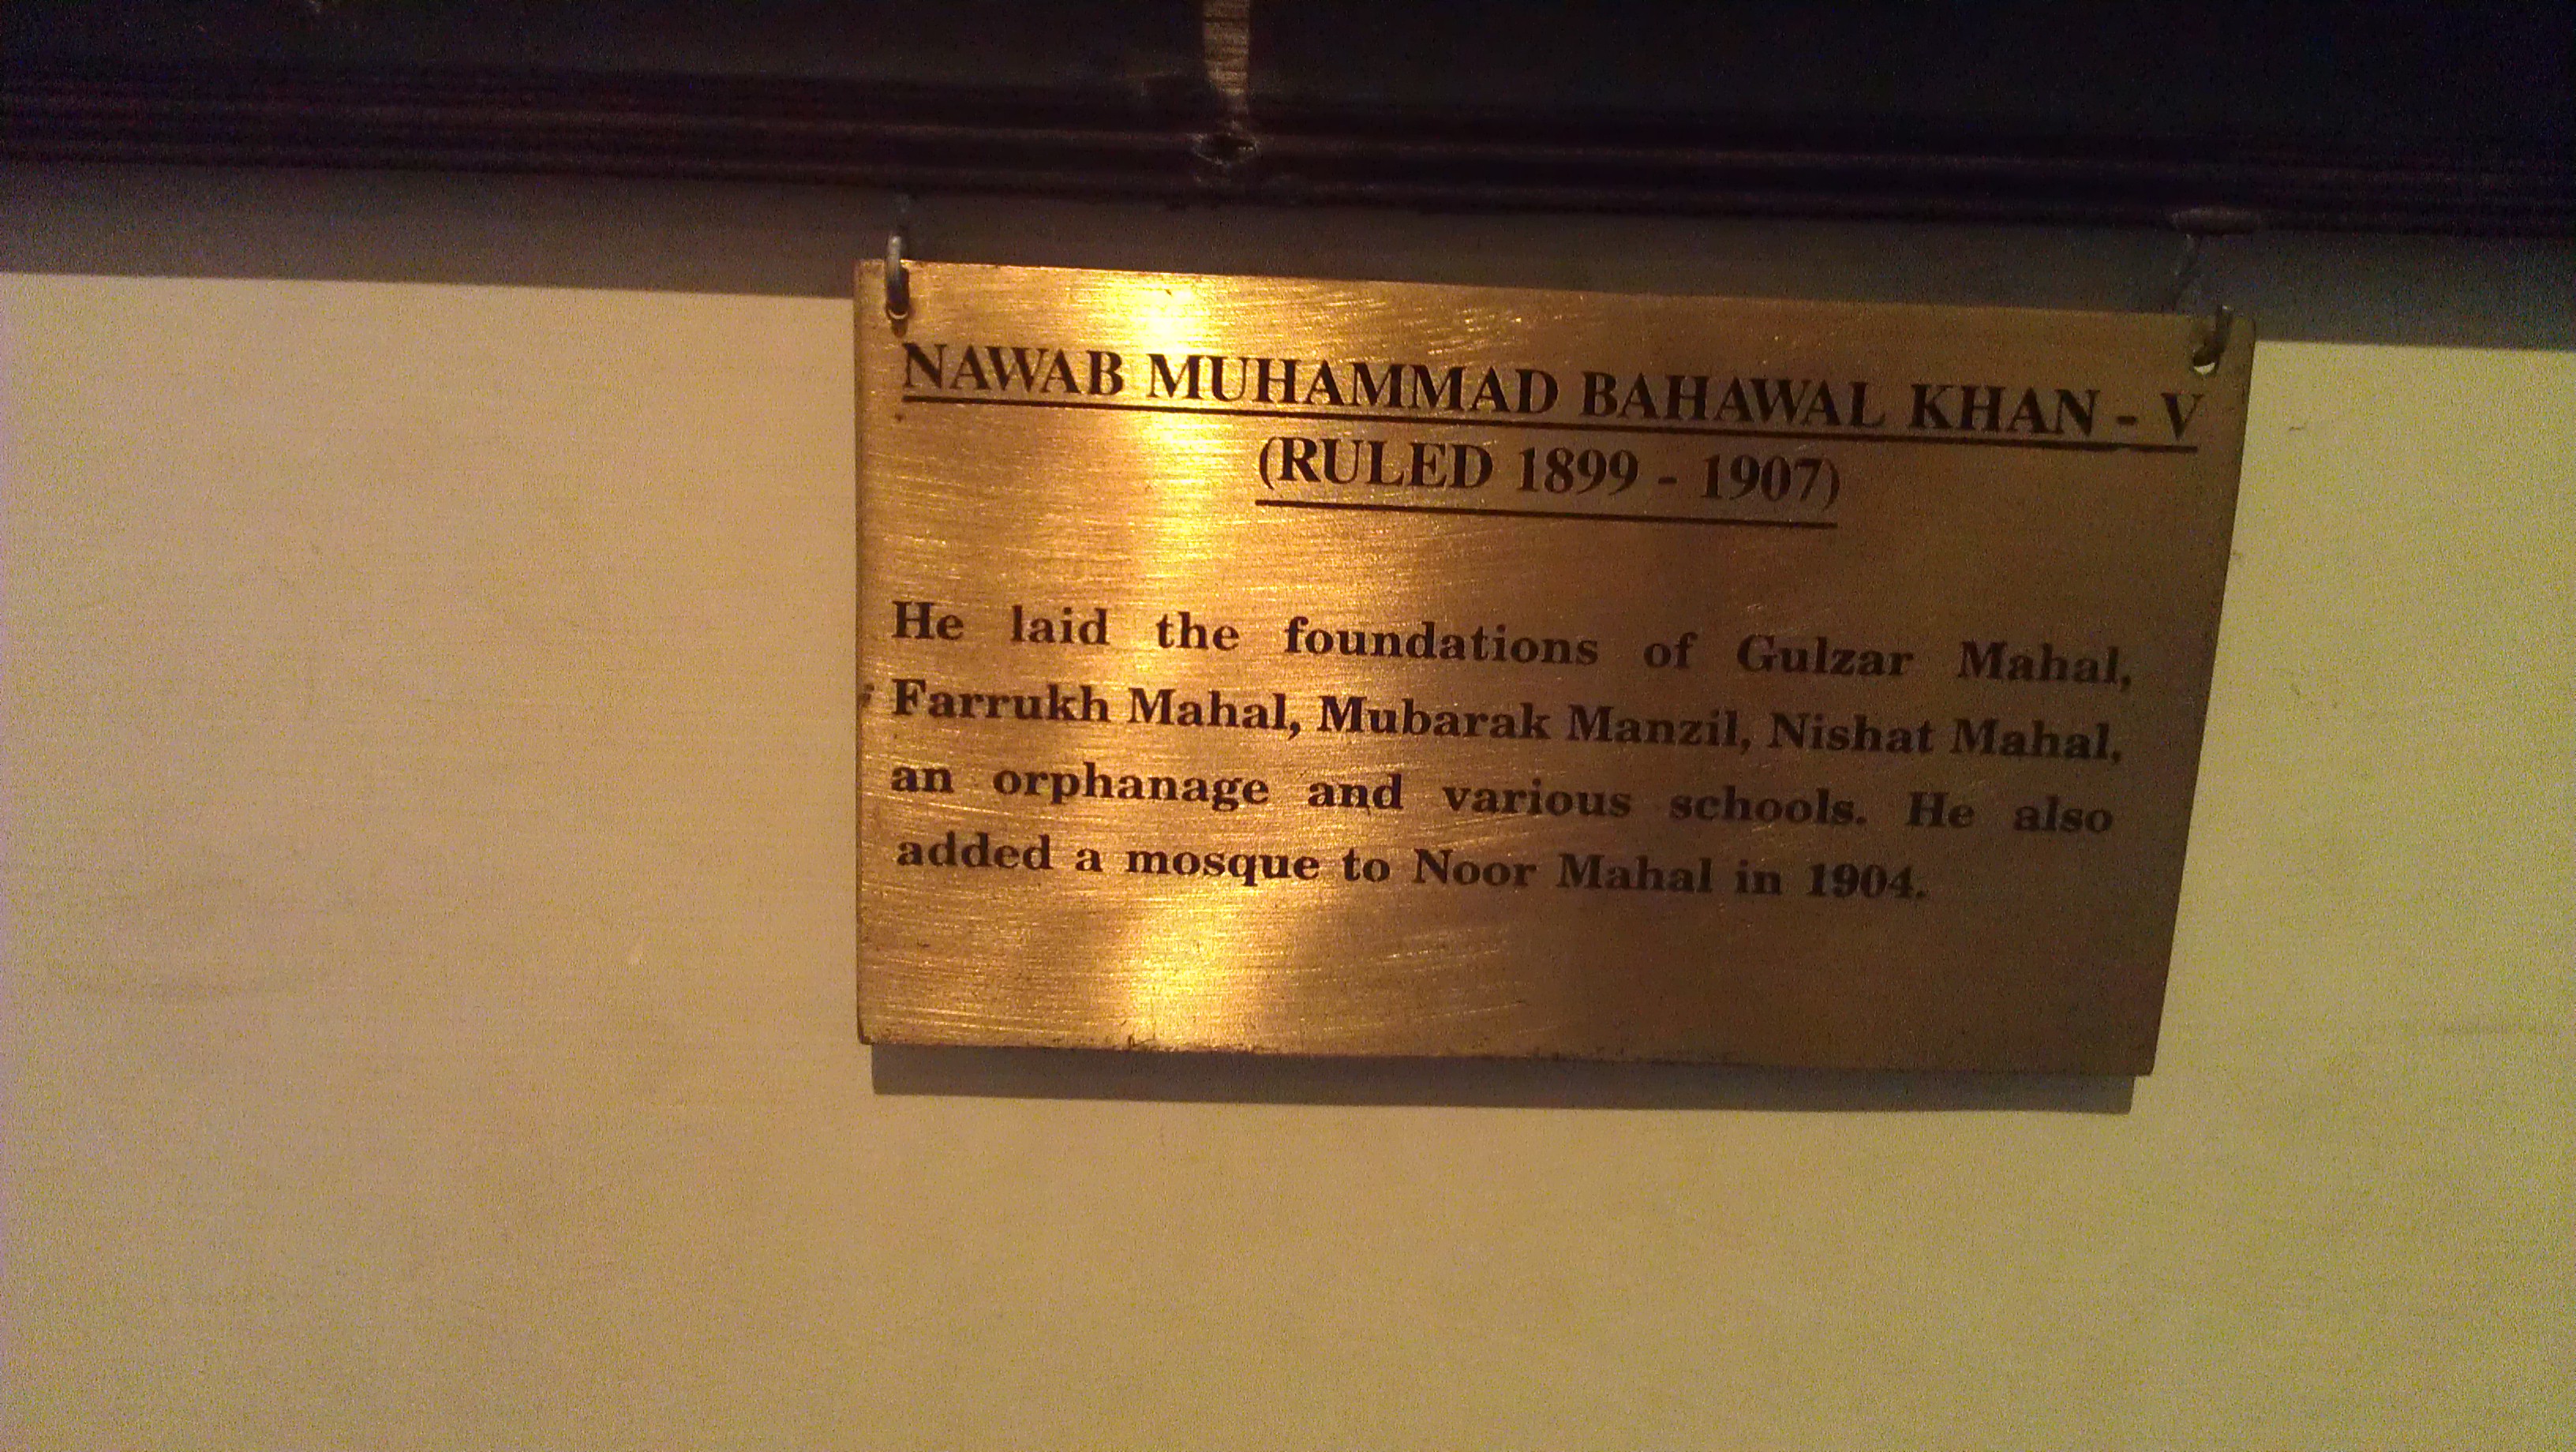 NAWAB MUHAMMAD BAHAWAL KHAN - V
(RULED 1899 - 1907)
He laid the foundations of Gulzar Mahal,
Farrukh Mahal, Mubarak Manzil, Nishat Mahal,
an orphanage and various schools. He also
added a mosque to Noor Mahal in 1904.